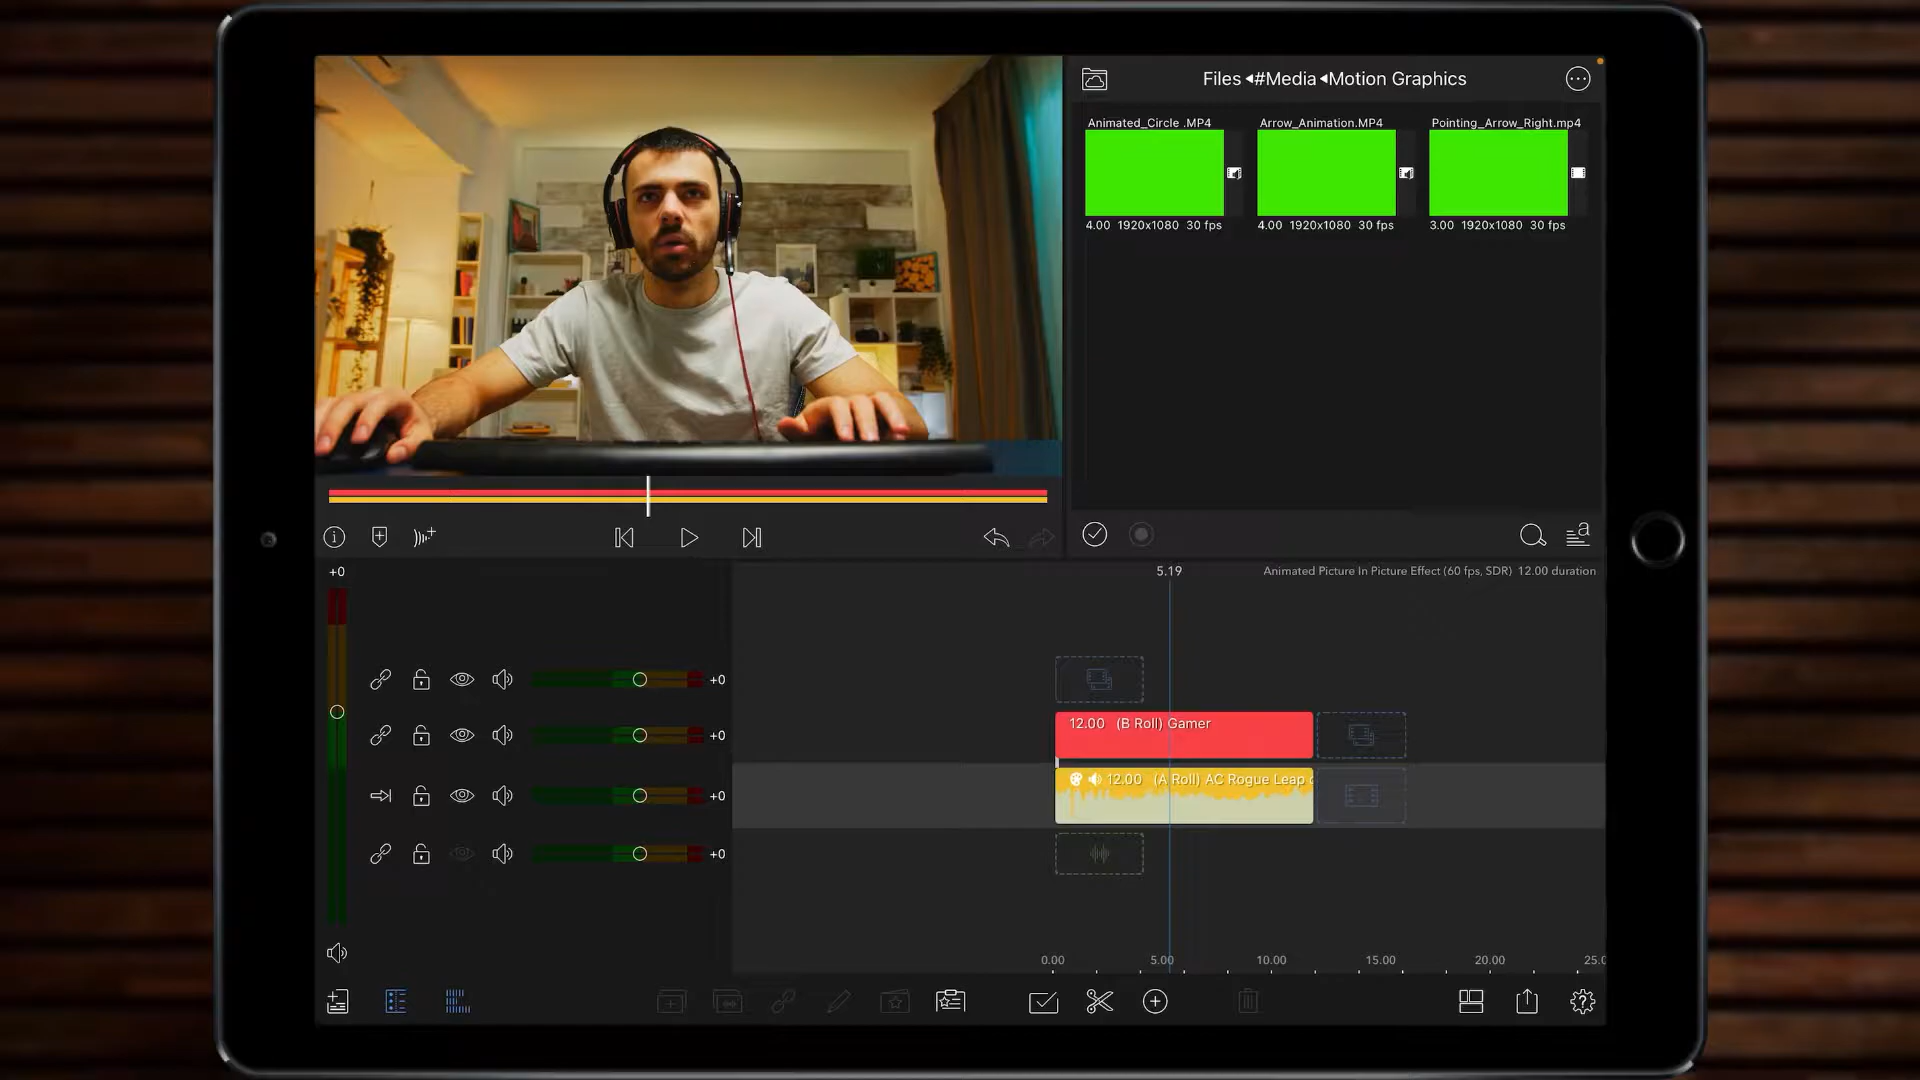 Files ◂#Media ◂Motion Graphics
Animated_Circle .MP4
Arrow_Animation.MP4
Pointing_Arrow_Right.mp4
4.00 1920x1080 30 fps
4.00 1920x1080 30 fps
3.00 1920x1080 30 fps
+0
5.19
Animated Picture In Picture Effect (60 fps, SDR) 12.00 duration
+0
+0
12.00 (B Roll) Gamer
+0
12.00 (A Roll) AC Rogue Leap
+0
0.00
5.00
10.00
15.00
20.00
25.0